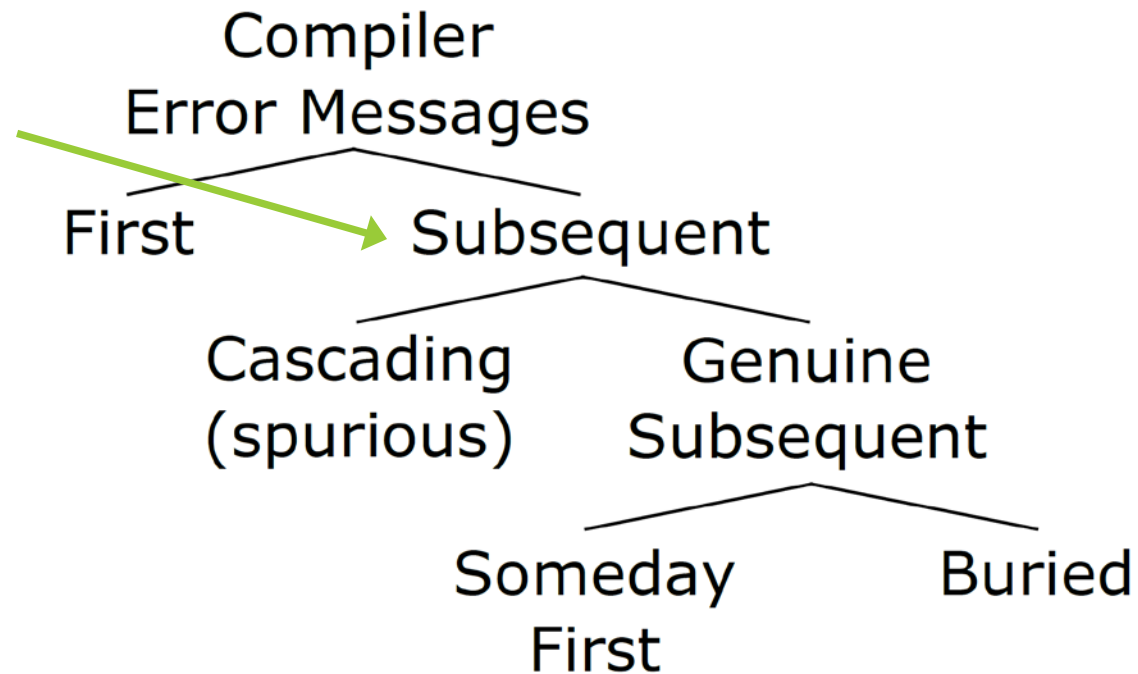 Compiler
Error Messages
First
Subsequent
Cascading
(spurious)
Genuine
Subsequent
Someday
First
Buried